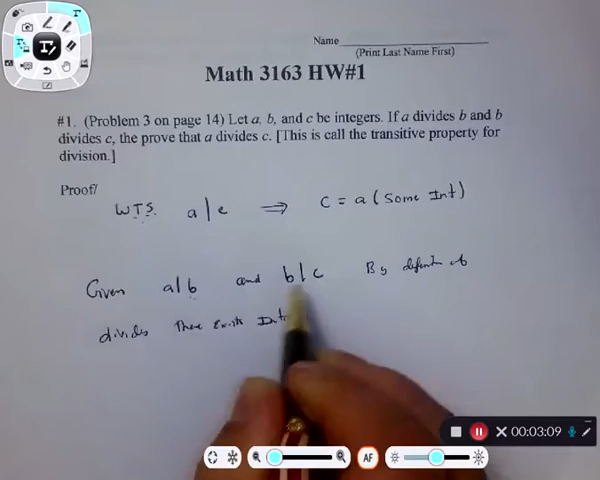 Name
(Print Last Name First)
Math 3163 HW#1
#1. (Problem 3 on page 14) Let a, b, and c be integers. If a divides b and b
divides c, the prove that a divides c. [This is call the transitive property for
division.]
Proof/
WTS. a|c ⟹ C = a (Some Int)
Given a|b and b|c By
divides There Exists Int
AF
00:03:09